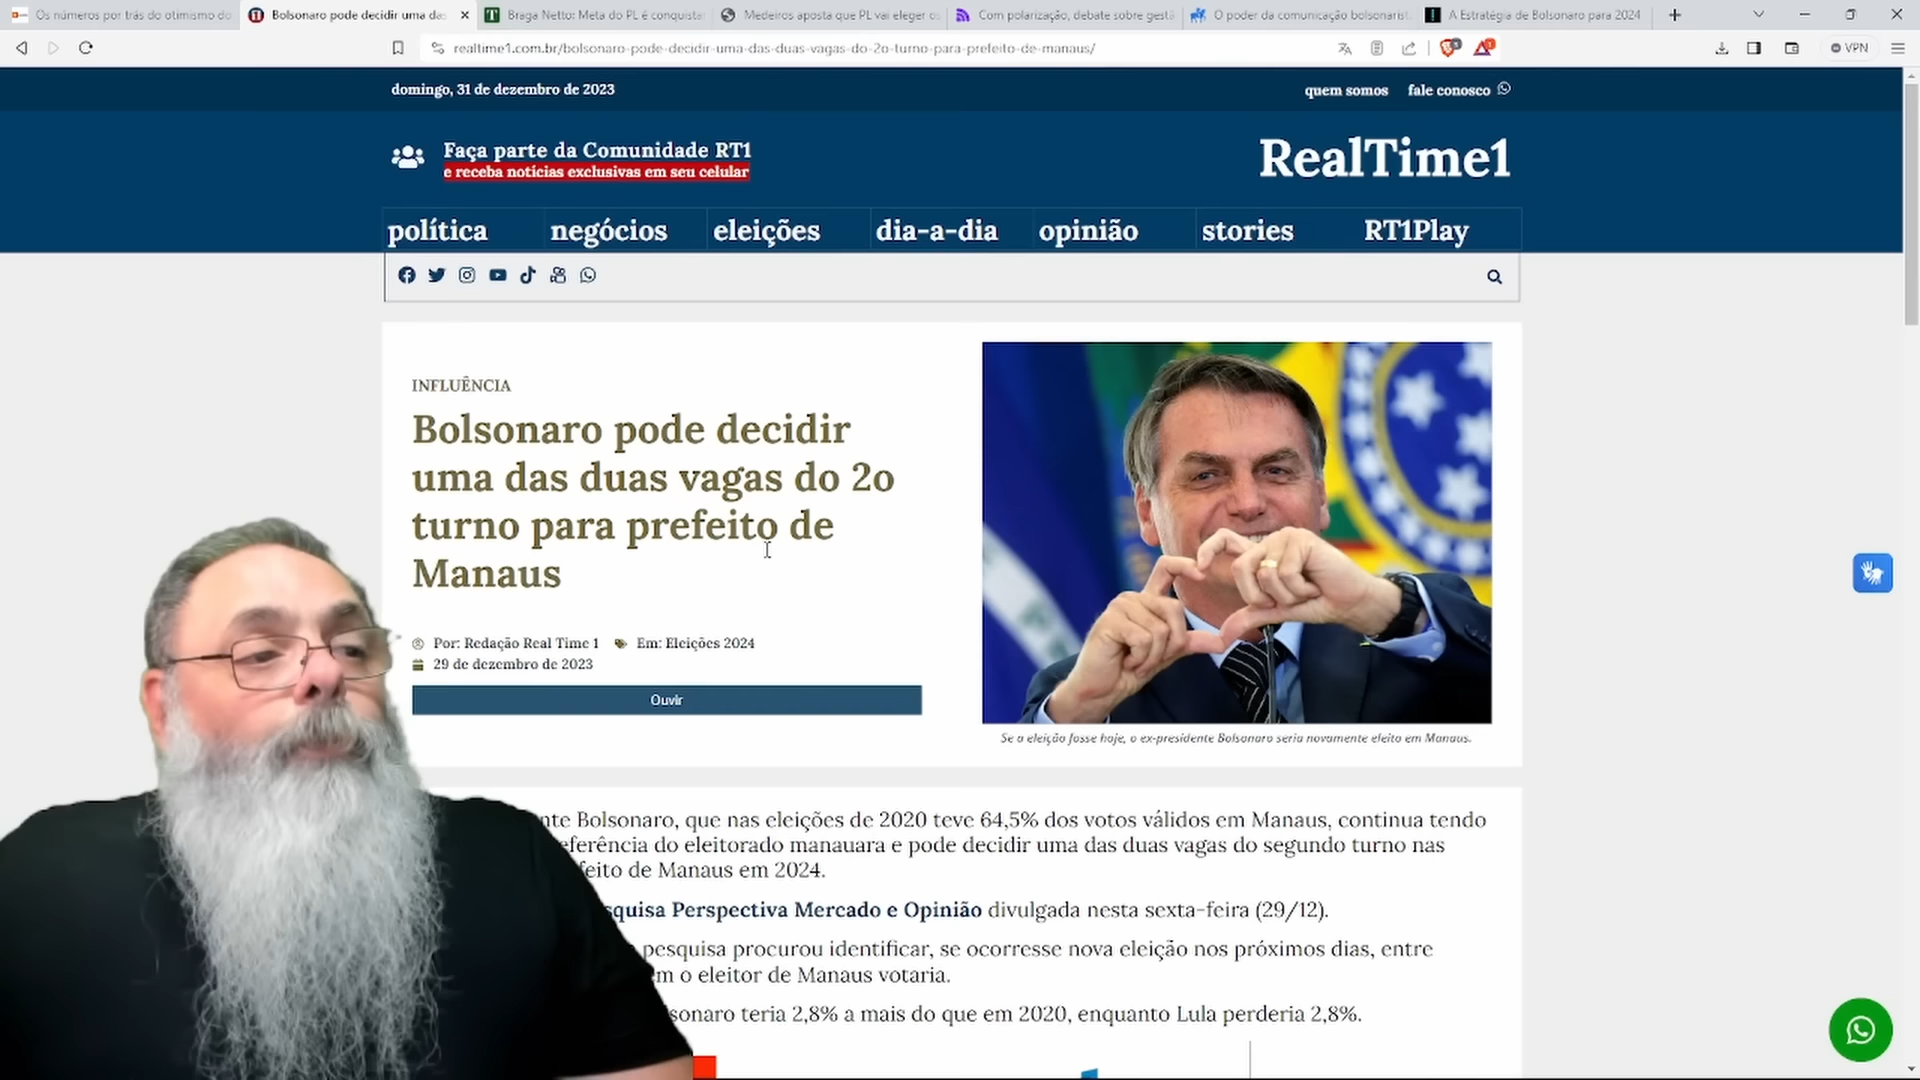 Os números por trás do otimismo do
Bolsonaro pode decidir uma das
Braga Netto: Meta do PL é conquista
Medeiros aposta que PL vai eleger
Com polarização, debate sobre gest
O poder da comunicação bolsonarist
A Estratégia de Bolsonaro para 2024
realtime1.com.br/bolsonaro-pode-decidir-uma-das-duas-vagas-do-2o-turno-para-prefeito-de-manaus/
VPN
domingo, 31 de dezembro de 2023
quem somos
fale conosco
Faça parte da Comunidade RT1
e receba notícias exclusivas em seu celular
RealTime1
política
negócios
eleições
dia-a-dia
opinião
stories
RT1Play
INFLUÊNCIA
Bolsonaro pode decidir
uma das duas vagas do 2o
turno para prefeito de
Manaus
Por: Redação Real Time 1
Em: Eleições 2024
29 de dezembro de 2023
Ouvir
Se a eleição fosse hoje, o ex-presidente Bolsonaro seria novamente eleito em Manaus.
nte Bolsonaro, que nas eleições de 2020 teve 64,5% dos votos válidos em Manaus, continua tendo
eferência do eleitorado manauara e pode decidir uma das duas vagas do segundo turno nas
feito de Manaus em 2024.
squisa Perspectiva Mercado e Opinião divulgada nesta sexta-feira (29/12).
pesquisa procurou identificar, se ocorresse nova eleição nos próximos dias, entre
m o eleitor de Manaus votaria.
sonaro teria 2,8% a mais do que em 2020, enquanto Lula perderia 2,8%.